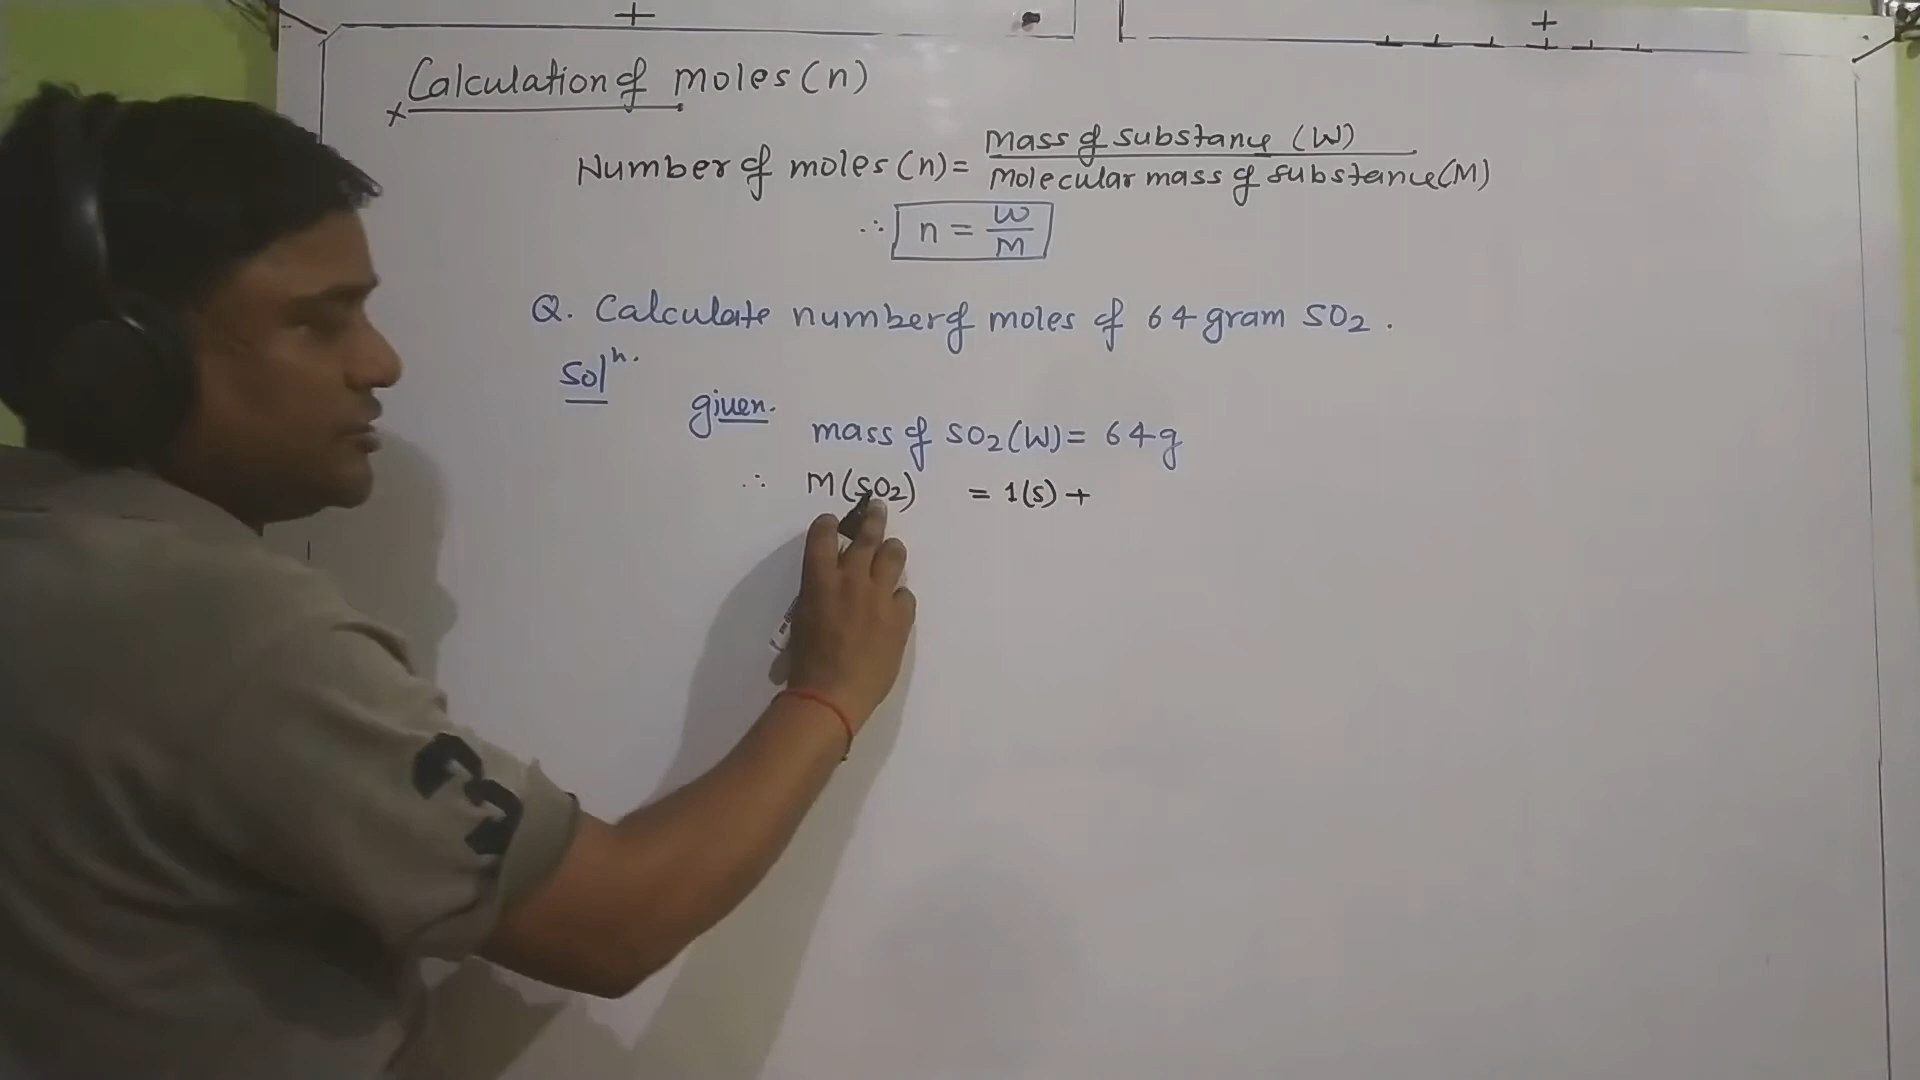 Calculation of moles (n)
Number of moles (n) = Mass of substance (W)
Molecular mass of substance (M)
∴ n = W
M
Q. Calculate number of moles of 64 gram SO2.
Solⁿ.
given.
mass of SO2 (W) = 64g
∴ M(SO2) = 1(S) +